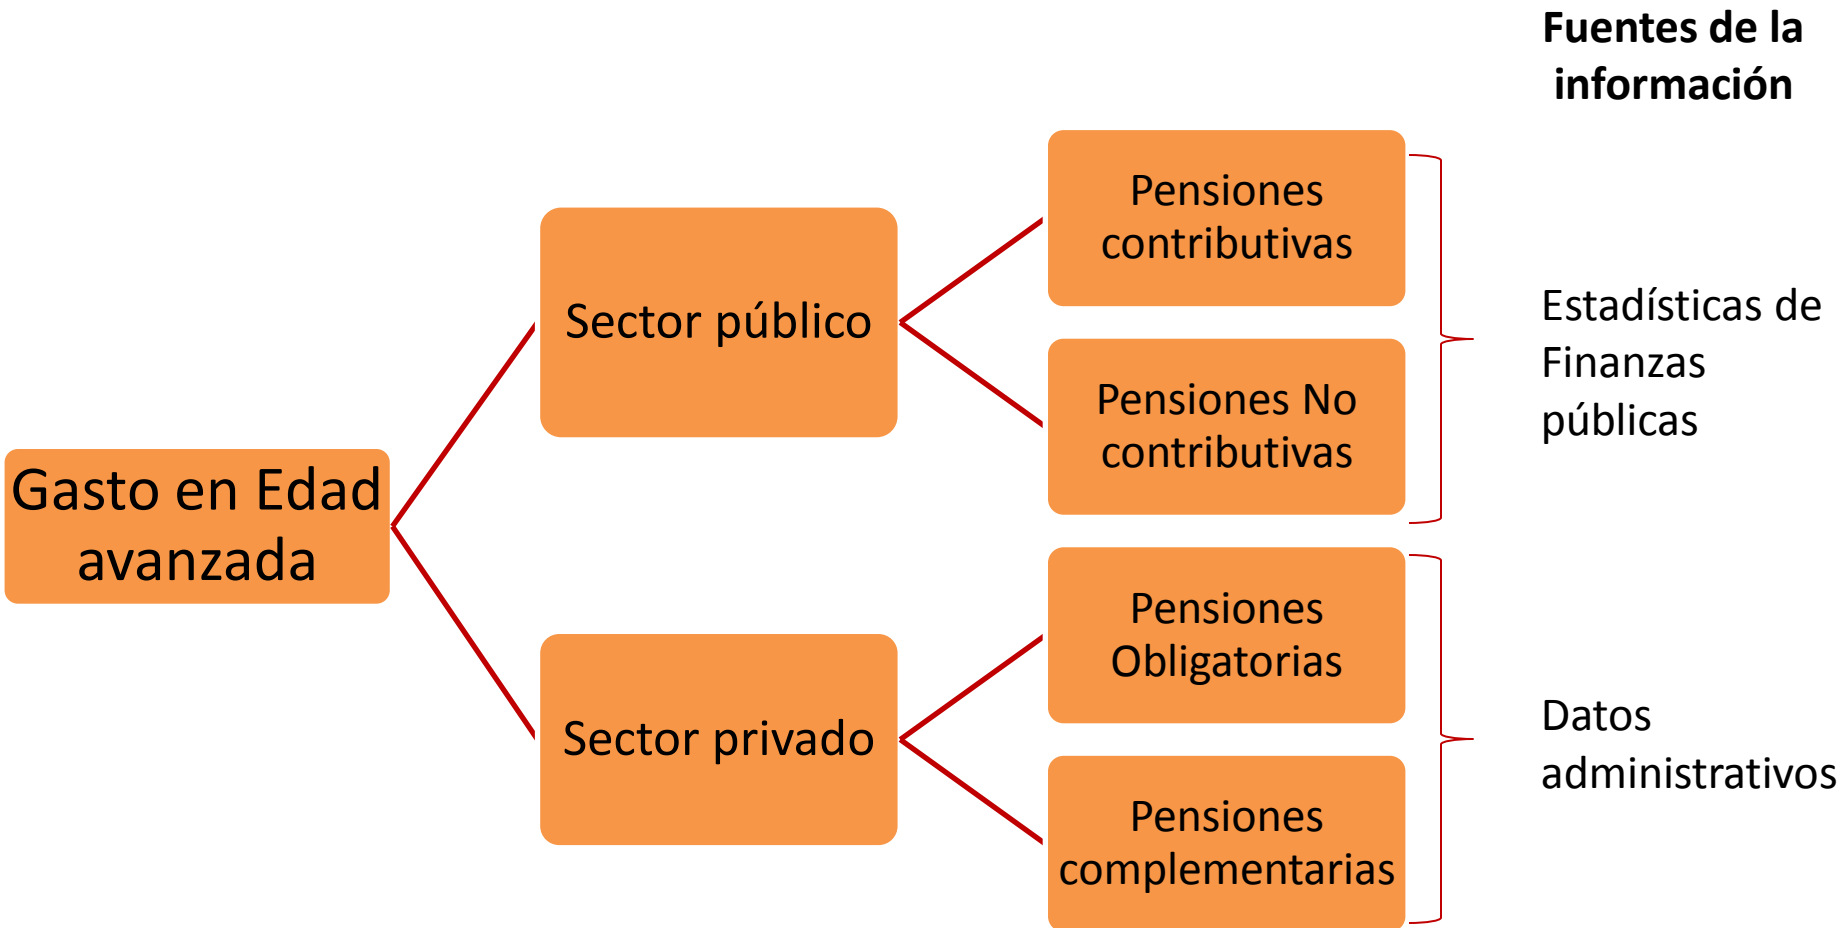 Fuentes de la
información
Pensiones
contributivas
Sector público
Estadísticas de
Finanzas
públicas
Pensiones No
contributivas
Gasto en Edad
avanzada
Pensiones
Obligatorias
Sector privado
Datos
administrativos
Pensiones
complementarias